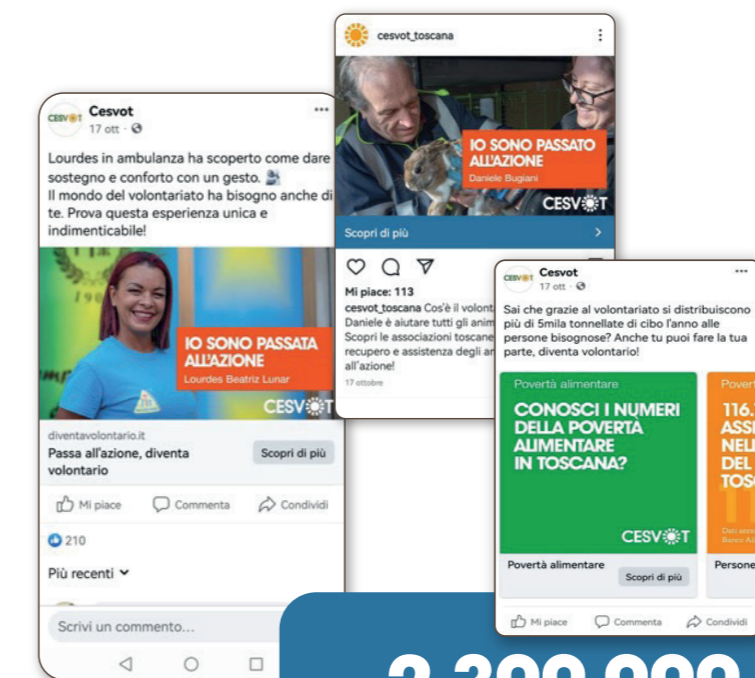 CESVOT
Cesvot
17 ott ·
Lourdes in ambulanza ha scoperto come dare
sostegno e conforto con un gesto.
Il mondo del volontariato ha bisogno anche di
te. Prova questa esperienza unica e
indimenticabile!
IO SONO PASSATA
ALL'AZIONE
Lourdes Beatriz Lunar
CESVOT
diventavolontario.it
Passa all'azione, diventa
volontario
Scopri di più
Mi piace
Commenta
Condividi
210
Più recenti
Scrivi un commento...
cesvot_toscana
IO SONO PASSATO
ALL'AZIONE
Daniele Bugiani
CESVOT
Scopri di più
Mi piace: 113
cesvot_toscana Cos'è il
Daniele è aiutare tutti gli
Scopri le associazioni toscane
recupero e assistenza degli
all'azione!
17 ottobre
CESVOT
Cesvot
17 ott ·
Sai che grazie al volontariato si distribuiscono
più di 5mila tonnellate di cibo l'anno alle
persone bisognose? Anche tu puoi fare la tua
parte, diventa volontario!
Povertà alimentare
CONOSCI I NUMERI
DELLA POVERTÀ
ALIMENTARE
IN TOSCANA?
CESVOT
Povertà alimentare
Scopri di più
116.
DEL
Persone
Mi piace
Commenta
Condividi